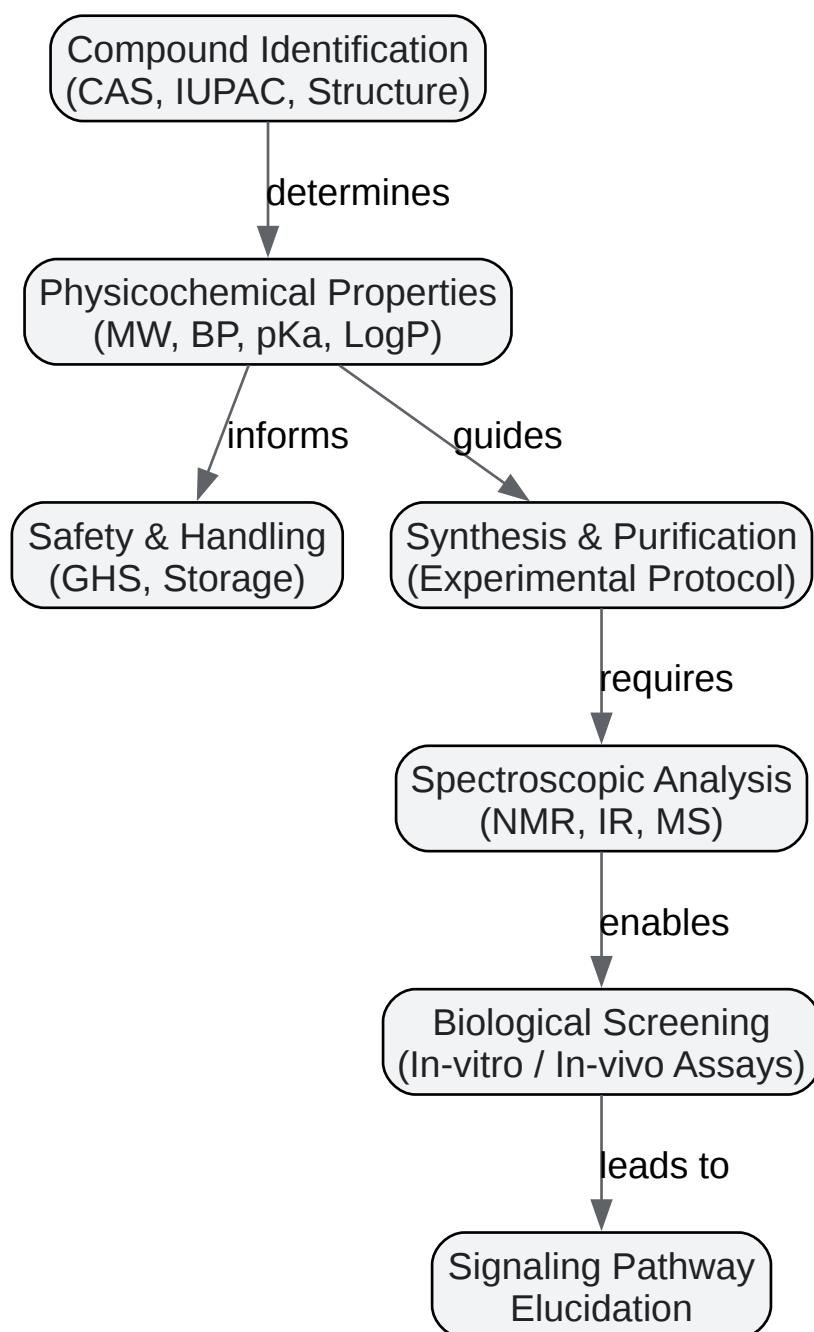 Compound Identification
(CAS, IUPAC, Structure)
determines
Physicochemical Properties
(MW, BP, pKa, LogP)
informs
guides
Safety & Handling
(GHS, Storage)
Synthesis & Purification
(Experimental Protocol)
requires
Spectroscopic Analysis
(NMR, IR, MS)
enables
Biological Screening
(In-vitro / In-vivo Assays)
leads to
Signaling Pathway
Elucidation